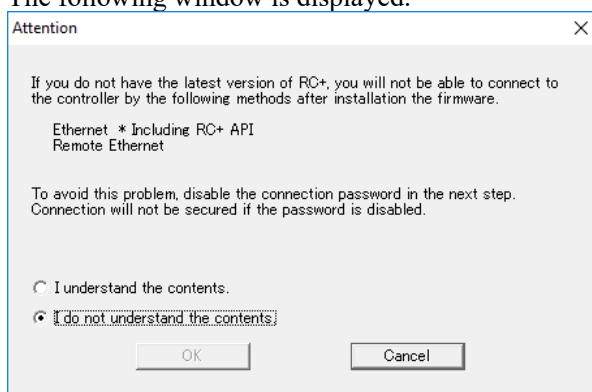 The following window is displayed.
Attention
If you do not have the latest version of RC+, you will not be able to connect to
the controller by the following methods after installation the firmware.
Ethernet * Including RC+ API
Remote Ethernet
To avoid this problem, disable the connection password in the next step.
Connection will not be secured if the password is disabled.
I understand the contents.
I do not understand the contents.
OK
Cancel